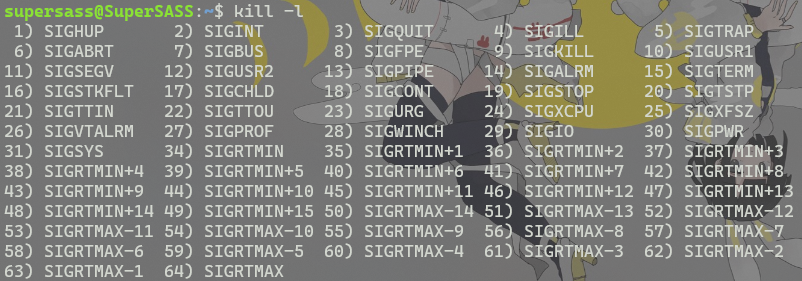 supersass@SuperSASS:~$ kill -l
 1) SIGHUP       2) SIGINT       3) SIGQUIT      4) SIGILL       5) SIGTRAP
 6) SIGABRT      7) SIGBUS       8) SIGFPE       9) SIGKILL     10) SIGUSR1
11) SIGSEGV     12) SIGUSR2     13) SIGPIPE     14) SIGALRM     15) SIGTERM
16) SIGSTKFLT   17) SIGCHLD     18) SIGCONT     19) SIGSTOP     20) SIGTSTP
21) SIGTTIN     22) SIGTTOU     23) SIGURG      24) SIGXCPU     25) SIGXFSZ
26) SIGVTALRM   27) SIGPROF     28) SIGWINCH    29) SIGIO       30) SIGPWR
31) SIGSYS      34) SIGRTMIN    35) SIGRTMIN+1  36) SIGRTMIN+2  37) SIGRTMIN+3
38) SIGRTMIN+4  39) SIGRTMIN+5  40) SIGRTMIN+6  41) SIGRTMIN+7  42) SIGRTMIN+8
43) SIGRTMIN+9  44) SIGRTMIN+10 45) SIGRTMIN+11 46) SIGRTMIN+12 47) SIGRTMIN+13
48) SIGRTMIN+14 49) SIGRTMIN+15 50) SIGRTMAX-14 51) SIGRTMAX-13 52) SIGRTMAX-12
53) SIGRTMAX-11 54) SIGRTMAX-10 55) SIGRTMAX-9  56) SIGRTMAX-8  57) SIGRTMAX-7
58) SIGRTMAX-6  59) SIGRTMAX-5  60) SIGRTMAX-4  61) SIGRTMAX-3  62) SIGRTMAX-2
63) SIGRTMAX-1  64) SIGRTMAX